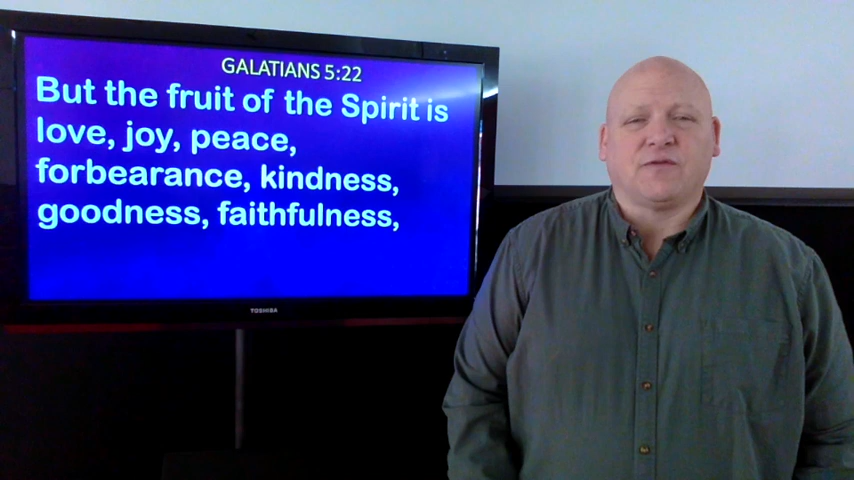 GALATIANS 5:22
But the fruit of the Spirit is
love, joy, peace,
forbearance, kindness,
goodness, faithfulness,
TOSHIBA